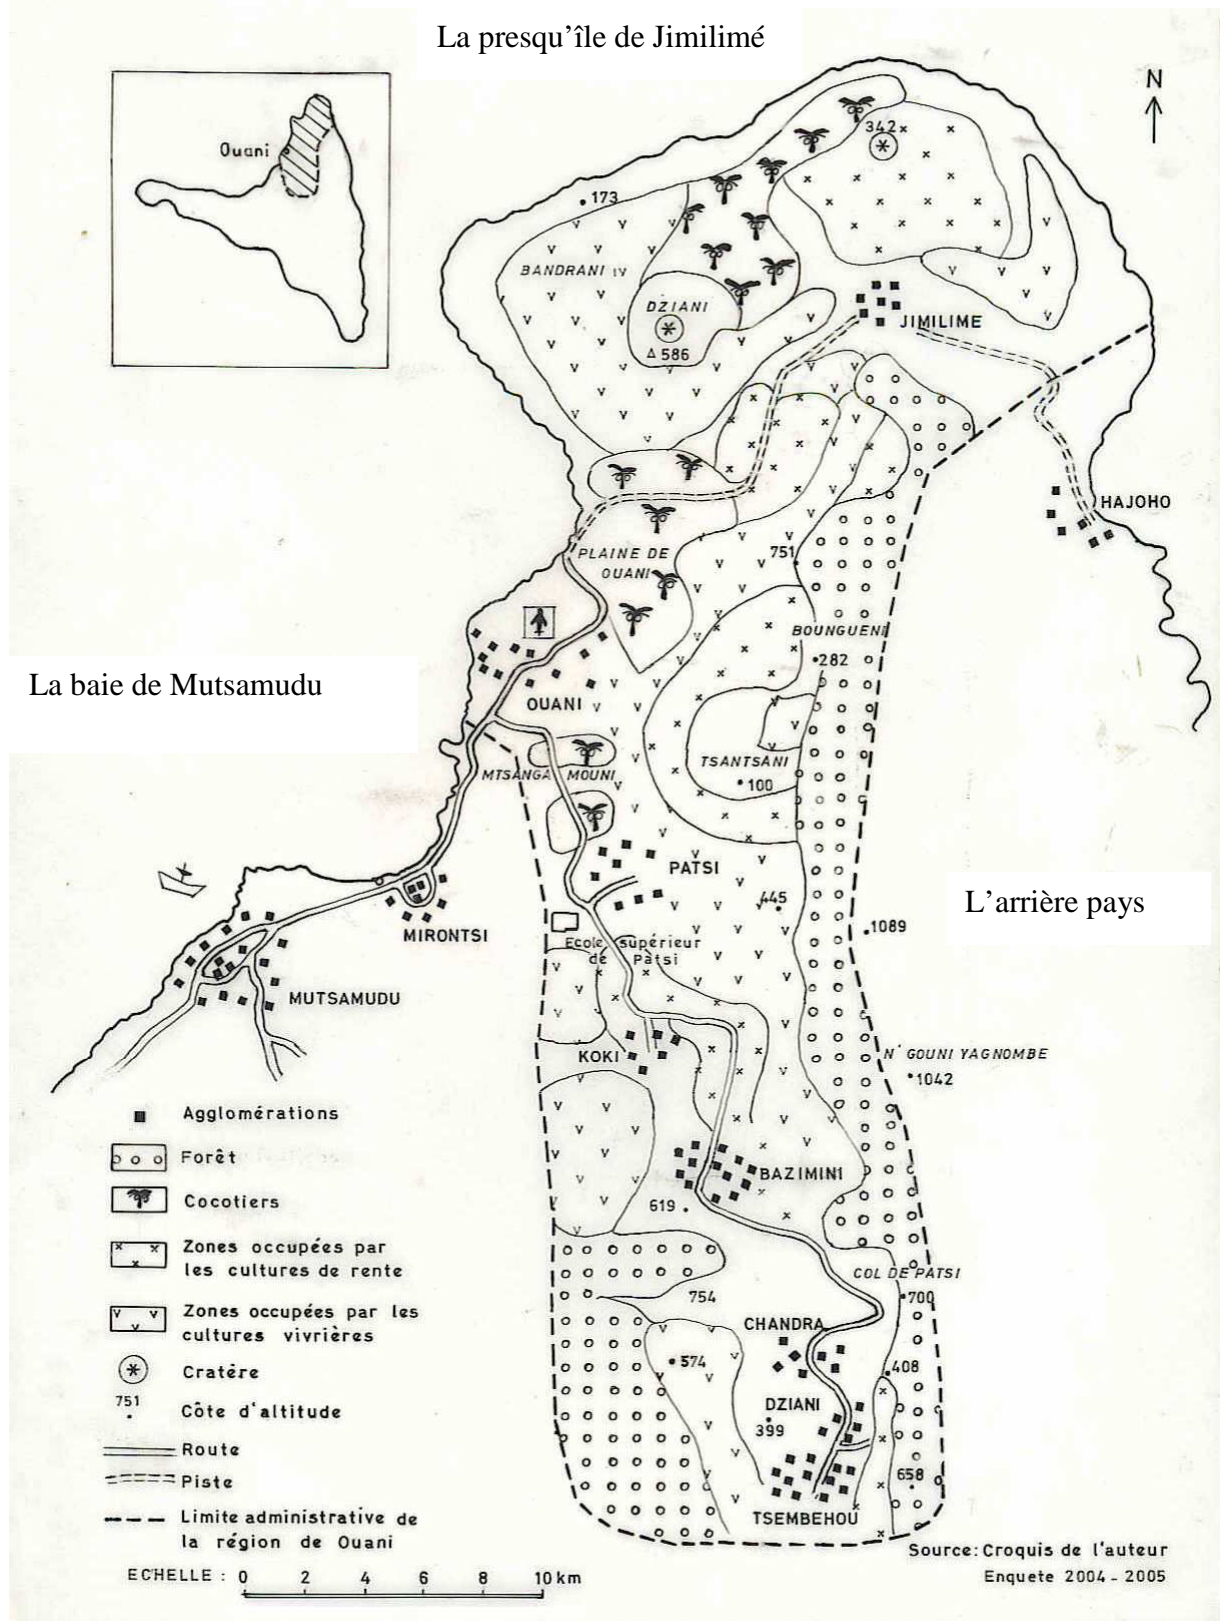 La presqu'île de Jimilimé
N
Ouani
342
173
BANDRANI
DZIANI
586
JIMILIME
HAJOHO
PLAINE DE
OUANI
751
BOUNGUENI
282
La baie de Mutsamudu
OUANI
TSANTSANI
100
MTSANGA MOUNI
PATSI
445
L'arrière pays
1089
MIRONTSI
Ecole supérieur
de Patsi
MUTSAMUDU
KOKI
N' GOUNI YAGNOMBE
1042
BAZIMINI
619
COL DE PATSI
700
754
CHANDRA
574
408
DZIANI
399
658
TSEMBEHOU
Agglomérations
Forêt
Cocotiers
Zones occupées par
les cultures de rente
Zones occupées par les
cultures vivrières
Cratère
751
Côte d'altitude
Route
Piste
Limite administrative de
la région de Ouani
ECHELLE : 0 2 4 6 8 10 km
Source: Croquis de l'auteur
Enquete 2004 - 2005